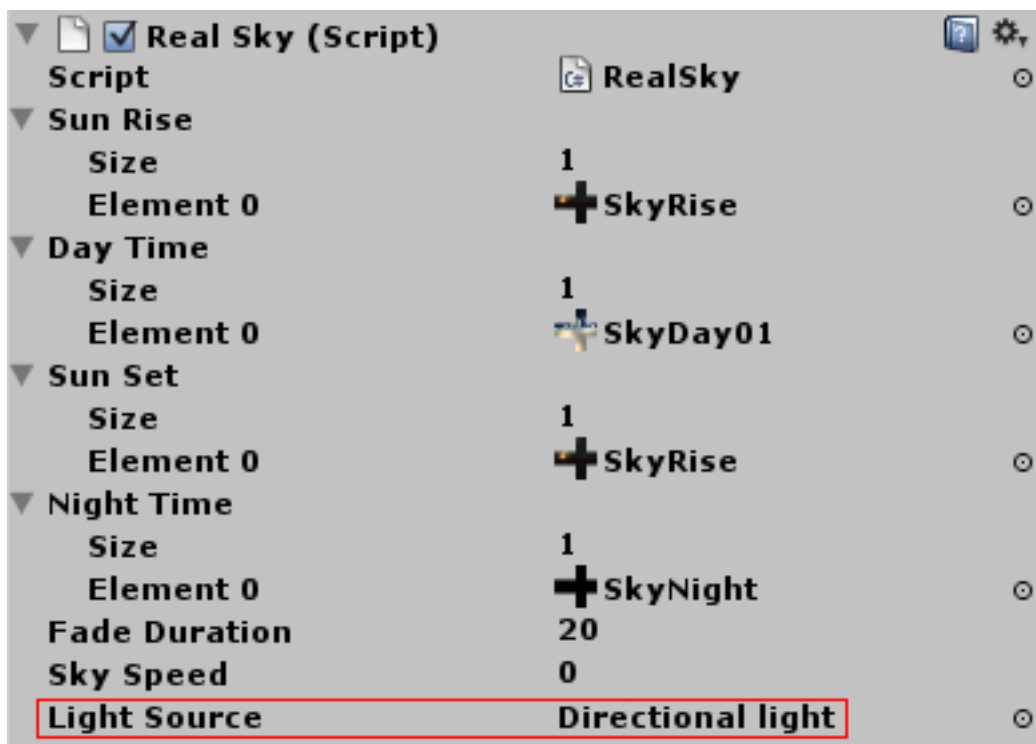 Real Sky (Script)
Script RealSky
Sun Rise
Size 1
Element 0 SkyRise
Day Time
Size 1
Element 0 SkyDay01
Sun Set
Size 1
Element 0 SkyRise
Night Time
Size 1
Element 0 SkyNight
Fade Duration 20
Sky Speed 0
Light Source Directional light